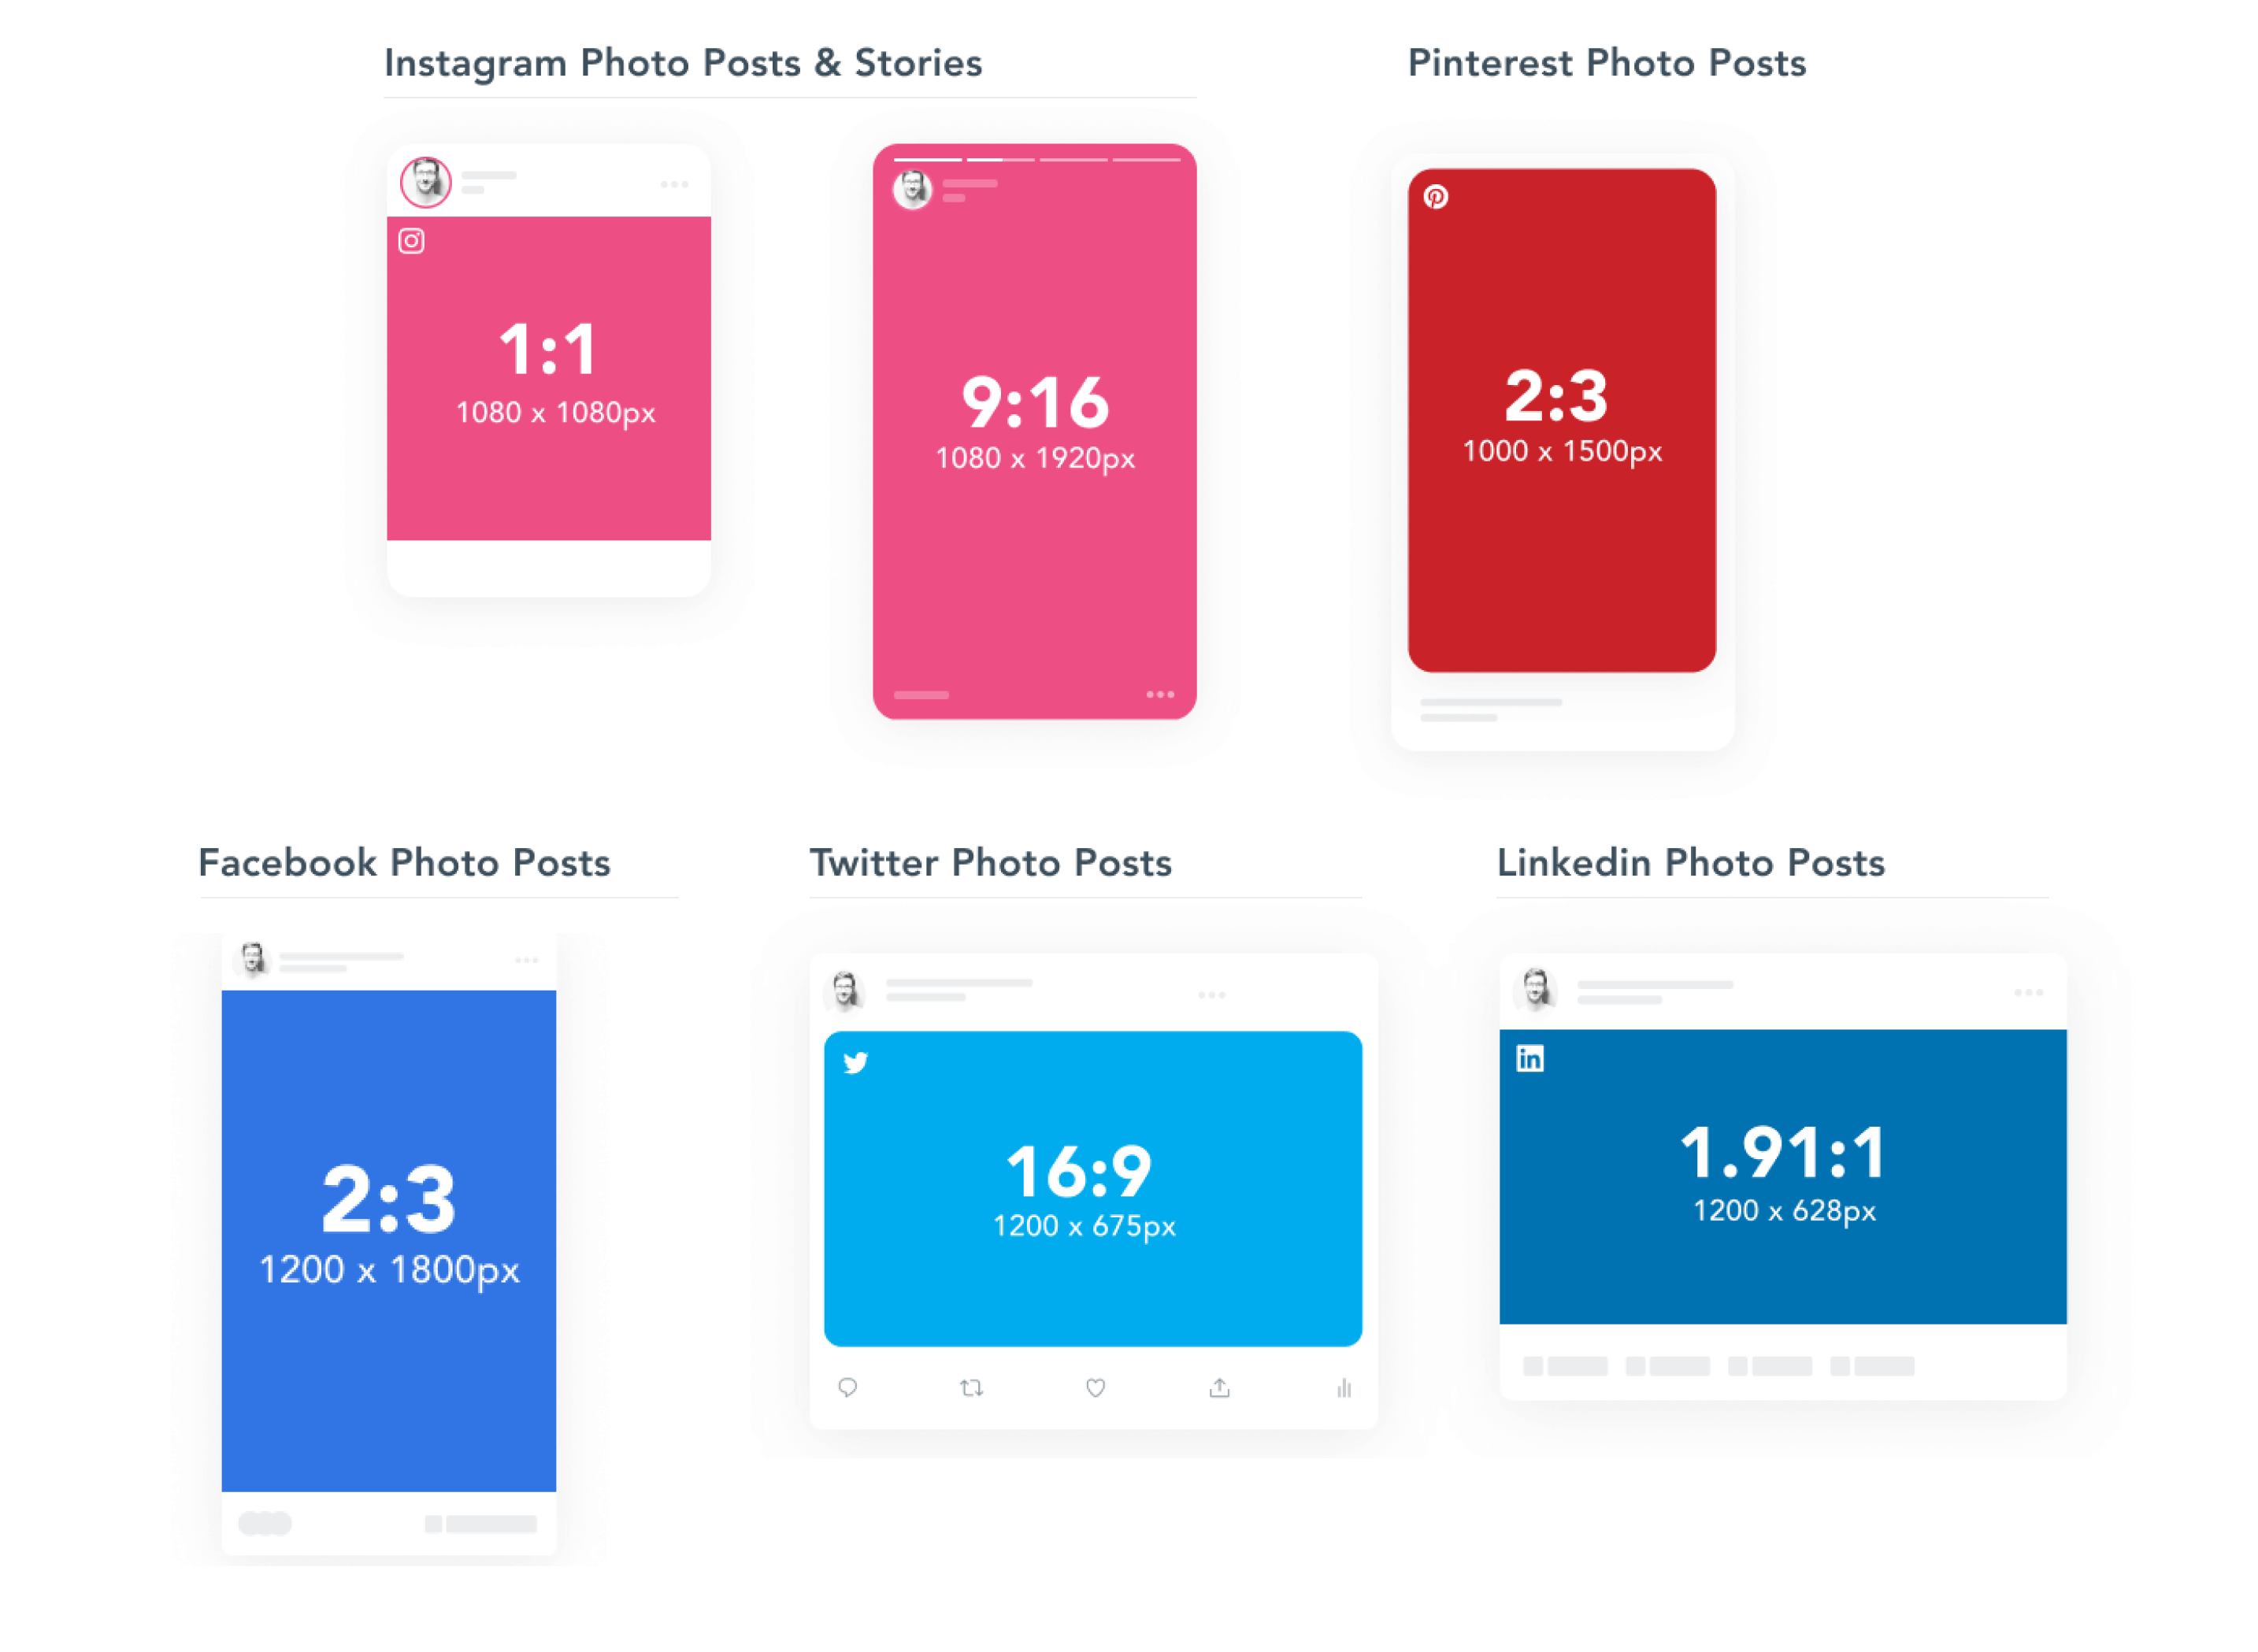 Instagram Photo Posts & Stories
Pinterest Photo Posts
1:1
1080 x 1080px
9:16
1080 x 1920px
2:3
1000 x 1500px
Facebook Photo Posts
Twitter Photo Posts
Linkedin Photo Posts
2:3
1200 x 1800px
16:9
1200 x 675px
in
1.91:1
1200 x 628px